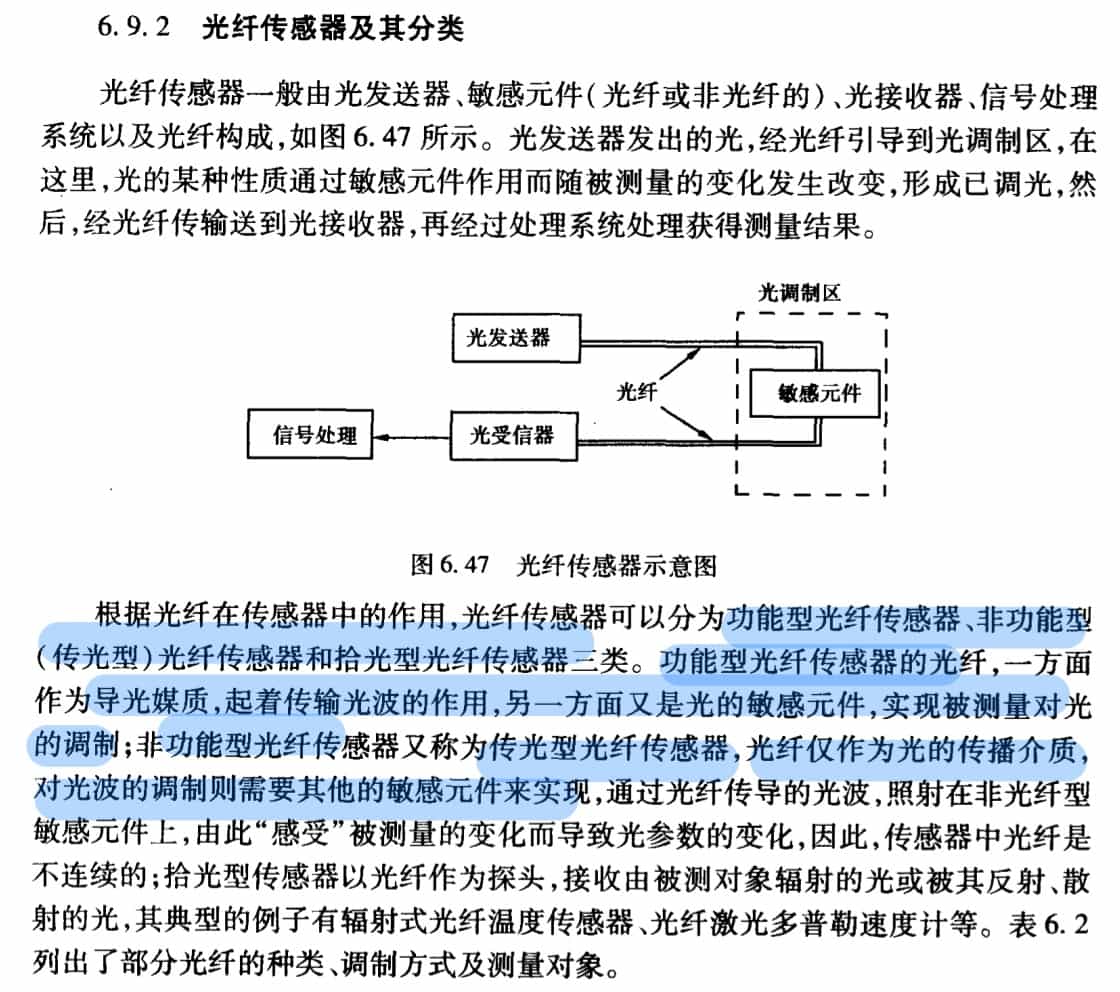 6.9.2 光纤传感器及其分类
光纤传感器一般由光发送器、敏感元件(光纤或非光纤的)、光接收器、信号处理
系统以及光纤构成,如图6.47所示。光发送器发出的光,经光纤引导到光调制区,在
这里,光的某种性质通过敏感元件作用而随被测量的变化发生改变,形成已调光,然
后,经光纤传输送到光接收器,再经过处理系统处理获得测量结果。
光调制区
光发送器
光纤
敏感元件
信号处理
光受信器
图6.47 光纤传感器示意图
根据光纤在传感器中的作用,光纤传感器可以分为功能型光纤传感器、非功能型
(传光型)光纤传感器和拾光型光纤传感器三类。功能型光纤传感器的光纤,一方面
作为导光媒质,起着传输光波的作用,另一方面又是光的敏感元件,实现被测量对光
的调制;非功能型光纤传感器又称为传光型光纤传感器,光纤仅作为光的传播介质,
对光波的调制则需要其他的敏感元件来实现,通过光纤传导的光波,照射在非光纤型
敏感元件上,由此“感受”被测量的变化而导致光参数的变化,因此,传感器中光纤是
不连续的;拾光型传感器以光纤作为探头,接收由被测对象辐射的光或被其反射、散
射的光,其典型的例子有辐射式光纤温度传感器、光纤激光多普勒速度计等。表6.2
列出了部分光纤的种类、调制方式及测量对象。